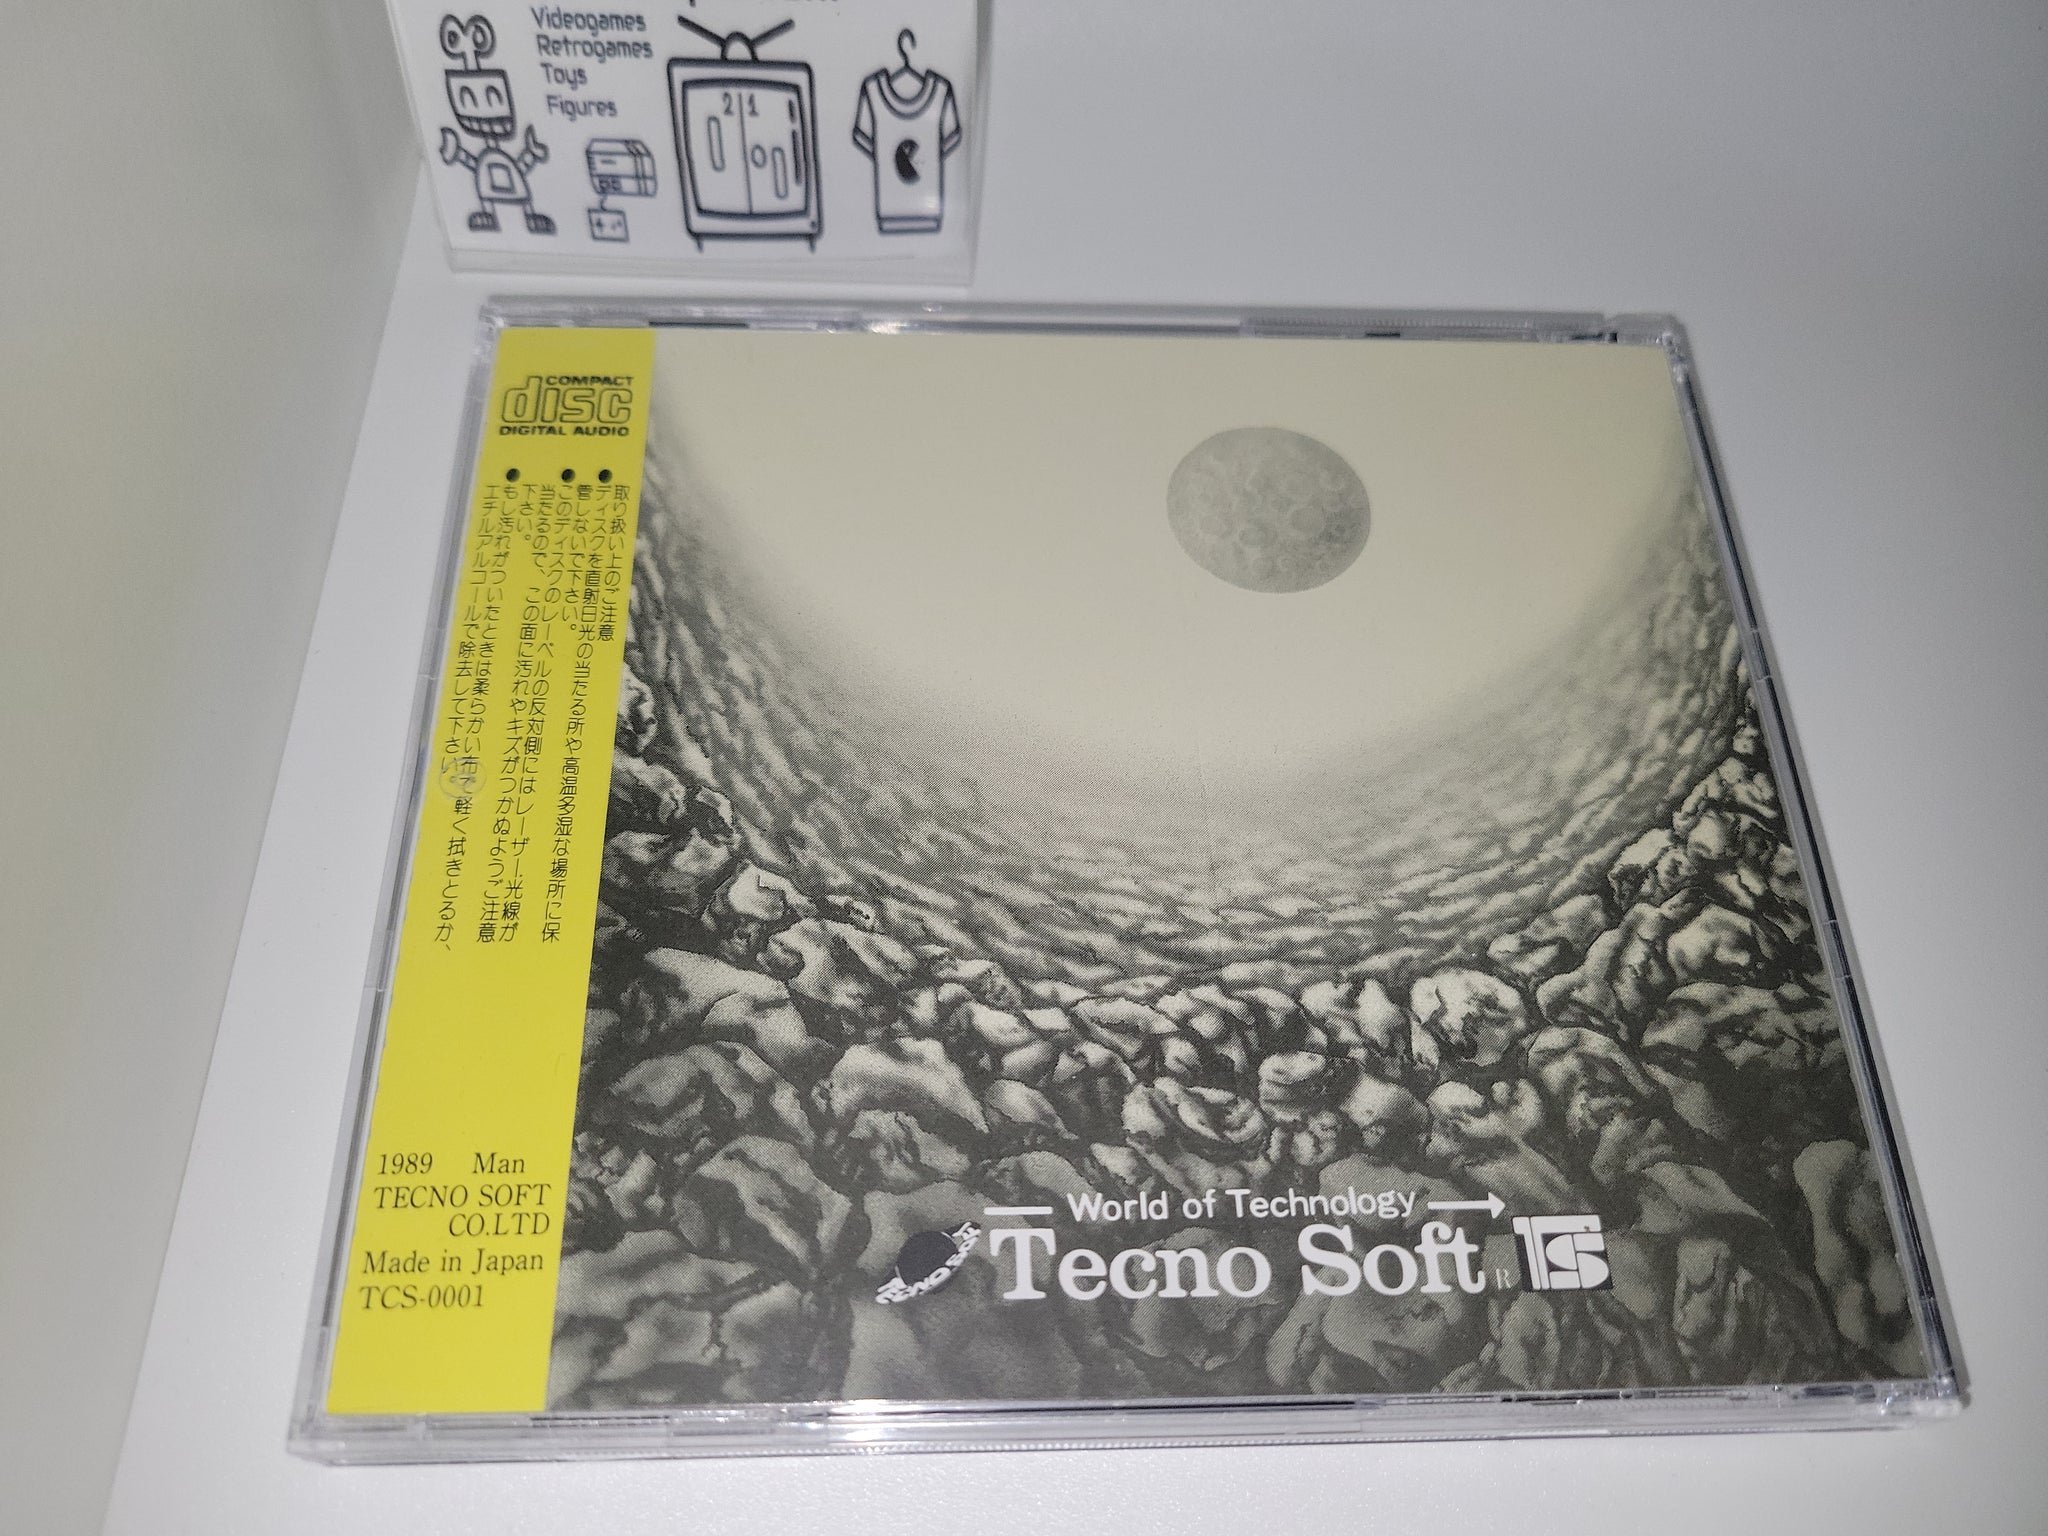 Videogames
Retrogames
Toys
Figures
2 1
COMPACT
disc
DIGITAL AUDIO
取り扱い上のご注意
●ディスクを直射日光の当たる所や高温多湿な場所に保
管しないで下さい。
●このディスクのレーベルの反対側にはレーザー光線が
当たるので、この面に汚れやキズがつかぬようご注意
下さい。
●もし汚れがついたときは柔らかい布で軽く拭きとるか、
エチルアルコールで除去して下さい。
1989 Man
TECNO SOFT
CO.LTD
Made in Japan
TCS-0001
World of Technology
Tecno Soft R